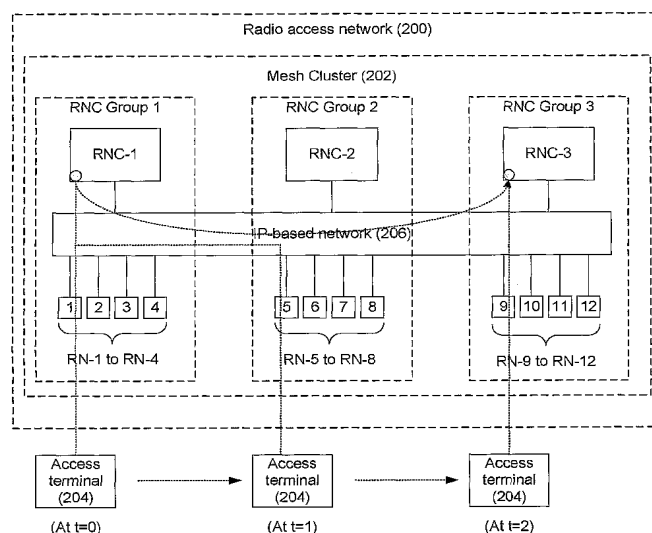 Radio access network (200)
Mesh Cluster (202)
RNC Group 1 RNC Group 2 RNC Group 3
RNC-1 RNC-2 RNC-3
IP-based network (206)
1 2 3 4 5 6 7 8 9 10 11 12
RN-1 to RN-4 RN-5 to RN-8 RN-9 to RN-12
Access terminal (204) Access terminal (204) Access terminal (204)
(At t=0) (At t=1) (At t=2)